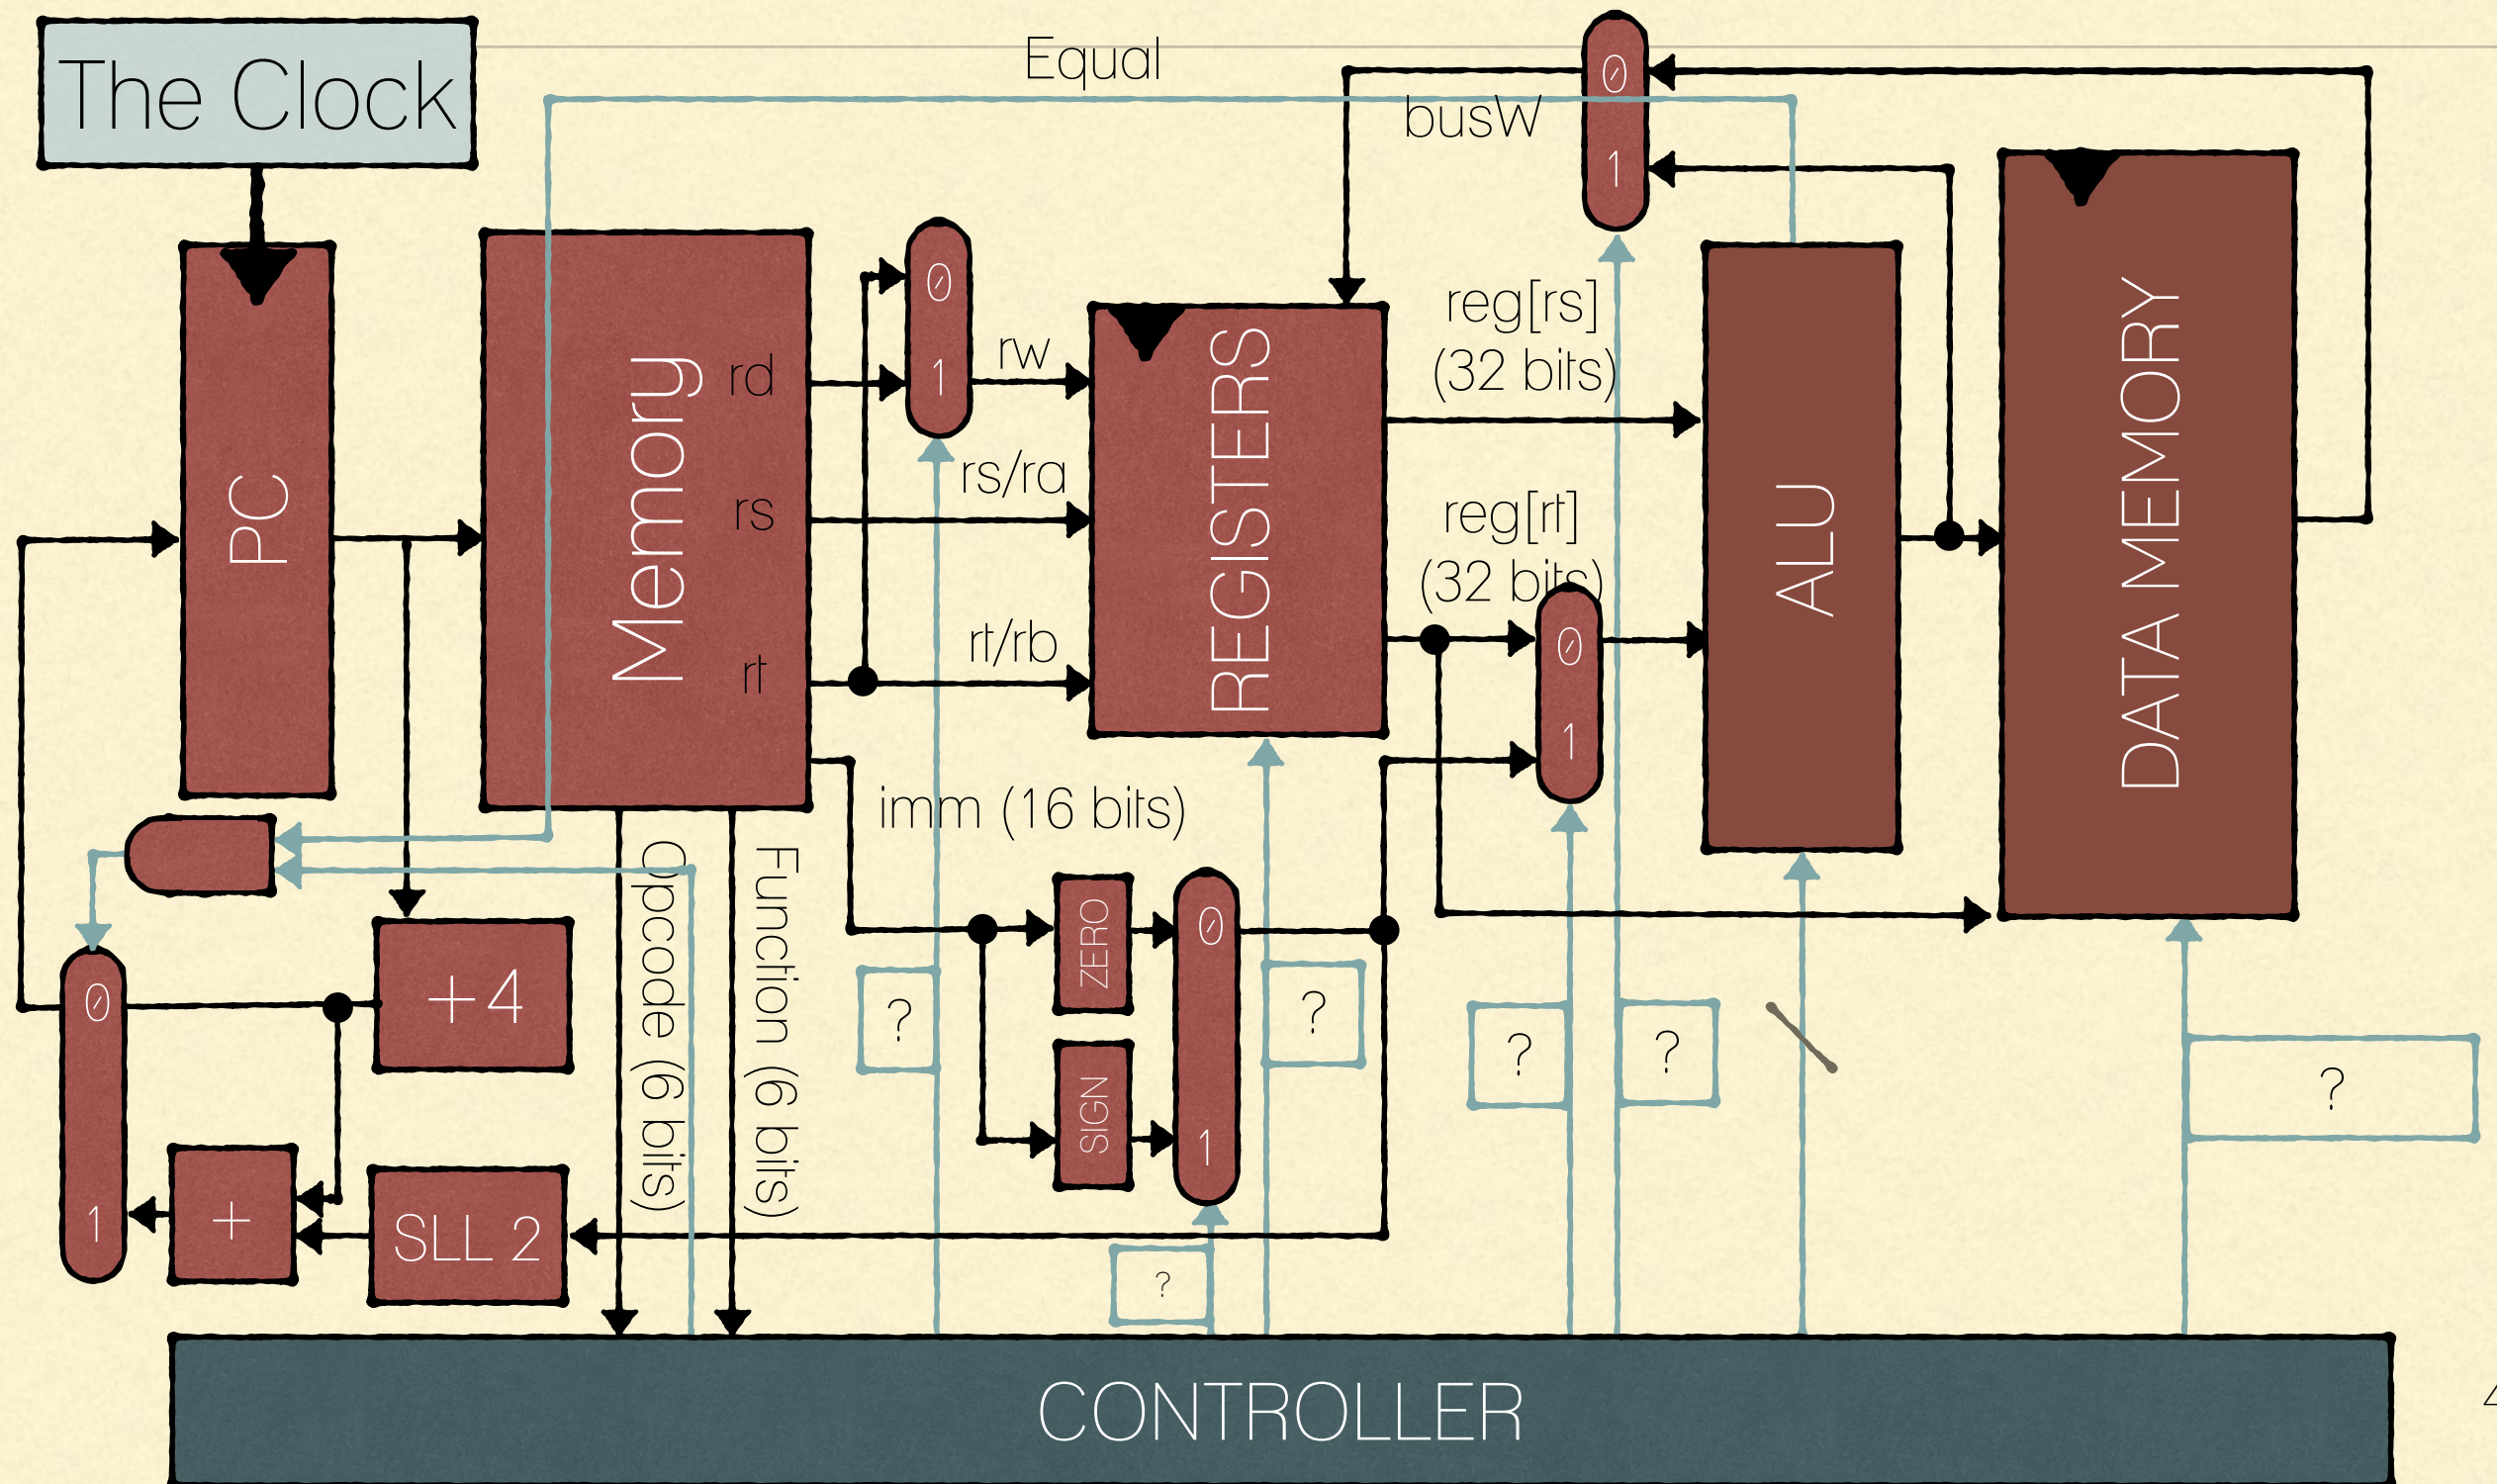 The Clock
Equal
0
busW
1
PC
Memory
rd
rs
rt
0
1
rw
rs/ra
rt/rb
REGISTERS
reg[rs]
(32 bits)
reg[rt]
(32 bits)
0
1
ALU
DATA MEMORY
imm (16 bits)
Opcode (6 bits)
Function (6 bits)
ZERO
SIGN
0
1
+4
0
1
+
SLL 2
?
?
?
?
?
?
CONTROLLER